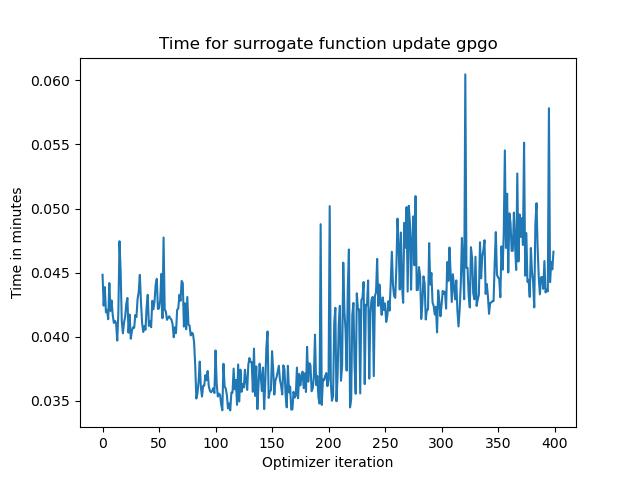 Time for surrogate function update gpgo
0.060
0.055
0.050
0.045
0.040
0.035
Time in minutes
0 50 100 150 200 250 300 350 400
Optimizer iteration